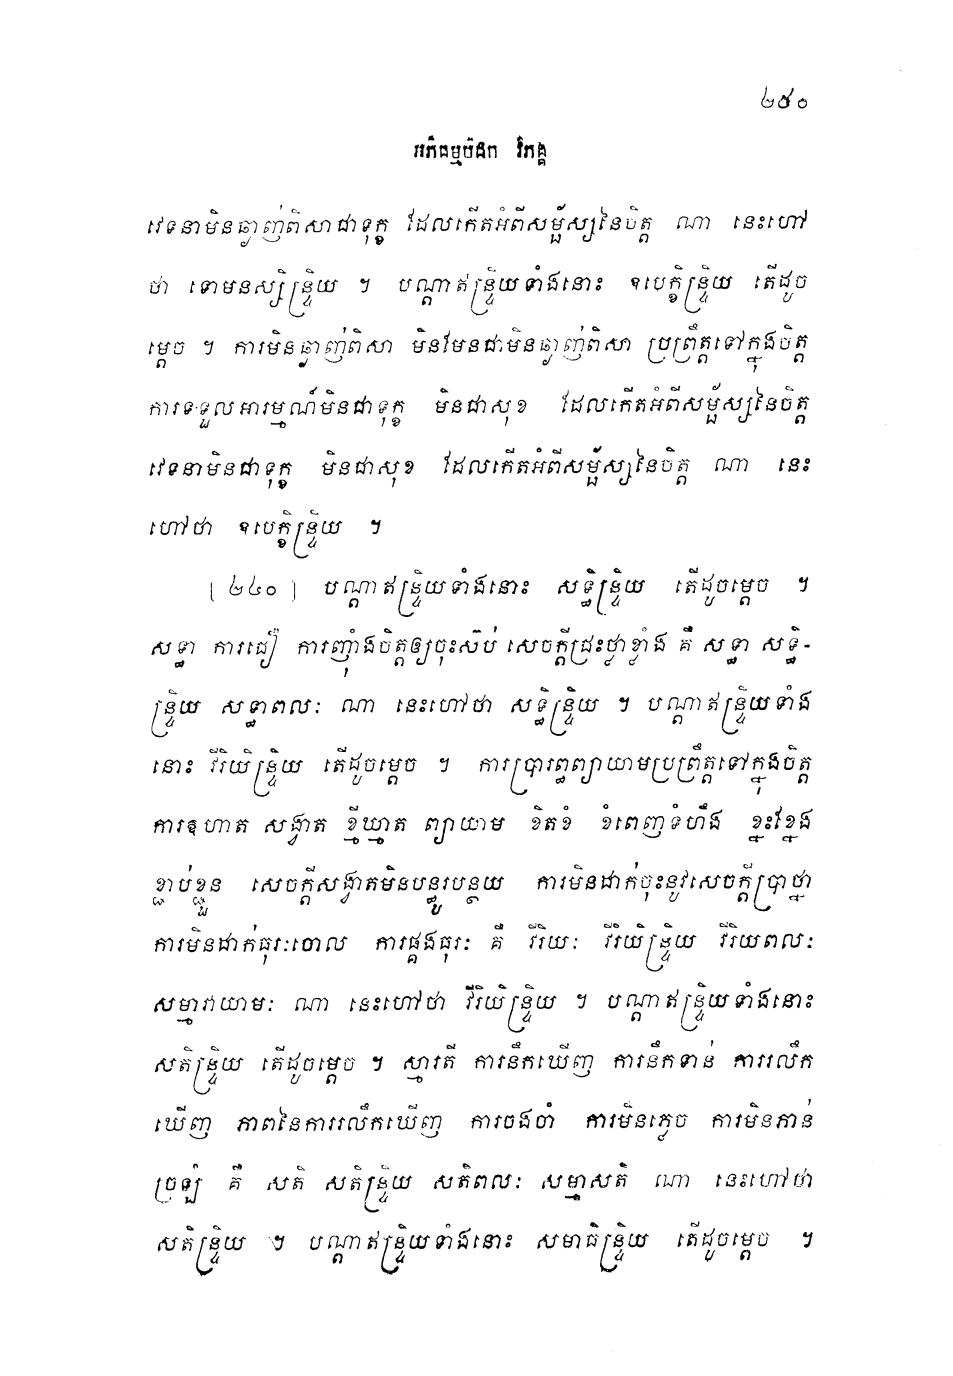 ២៥០
អភិធម្មបិដក វិភង្គ
វេទនាមិនឆ្ងាញ់ពិសាជាទុក្ខ ដែលកើតអំពីសម្ផ័ស្សនៃចិត្ត ណា នេះហៅ
ថា ទោមនស្សិន្ទ្រិយ ។ បណ្តាឥន្ទ្រិយទាំងនោះ ឧបេក្ខិន្ទ្រិយ តើដូច
ម្តេច ។ ការមិនឆ្ងាញ់ពិសា មិនមែនជាមិនឆ្ងាញ់ពិសា ប្រព្រឹត្តទៅក្នុងចិត្ត
ការទទួលអារម្មណ៍មិនជាទុក្ខ មិនជាសុខ ដែលកើតអំពីសម្ផ័ស្សនៃចិត្ត
វេទនាមិនជាទុក្ខ មិនជាសុខ ដែលកើតអំពីសម្ផ័ស្សនៃចិត្ត ណា នេះ
ហៅថា ឧបេក្ខិន្ទ្រិយ ។
[ ២៤០ ] បណ្តាឥន្ទ្រិយទាំងនោះ សទ្ធិន្ទ្រិយ តើដូចម្តេច ។
សទ្ធា ការជឿ ការញ៉ាំងចិត្តឲ្យចុះស៊ប់ សេចក្តីជ្រះថ្លាខ្លាំង គឺ សទ្ធា សទ្ធិ-
ន្ទ្រិយ សទ្ធាពលៈ ណា នេះហៅថា សទ្ធិន្ទ្រិយ ។ បណ្តាឥន្ទ្រិយទាំង
នោះ វីរិយិន្ទ្រិយ តើដូចម្តេច ។ ការប្រារព្ធព្យាយាមប្រព្រឹត្តទៅក្នុងចិត្ត
ការឧហាត សង្វាត ខ្មីឃ្មាត ព្យាយាម ខិតខំ ខំពេញទំហឹង ខ្នះខ្នែង
ខ្ជាប់ខ្ជួន សេចក្តីសង្វាតមិនបន្ធូរបន្ថយ ការមិនដាក់ចុះនូវសេចក្តីប្រាថ្នា
ការមិនដាក់ធុរៈចោល ការផ្គងធុរៈ គឺ វីរិយៈ វីរិយិន្ទ្រិយ វីរិយពលៈ
សម្មាវាយាមៈ ណា នេះហៅថា វីរិយិន្ទ្រិយ ។ បណ្តាឥន្ទ្រិយទាំងនោះ
សតិន្ទ្រិយ តើដូចម្តេច ។ ស្មារតី ការនឹកឃើញ ការនឹកទាន់ ការរលឹក
ឃើញ ភាពនៃការរលឹកឃើញ ការចងចាំ ការមិនភ្លេច ការមិនភាន់
ច្រឡំ គឺ សតិ សតិន្ទ្រិយ សតិពលៈ សម្មាសតិ ណា នេះហៅថា
សតិន្ទ្រិយ ។ បណ្តាឥន្ទ្រិយទាំងនោះ សមាធិន្ទ្រិយ តើដូចម្តេច ។